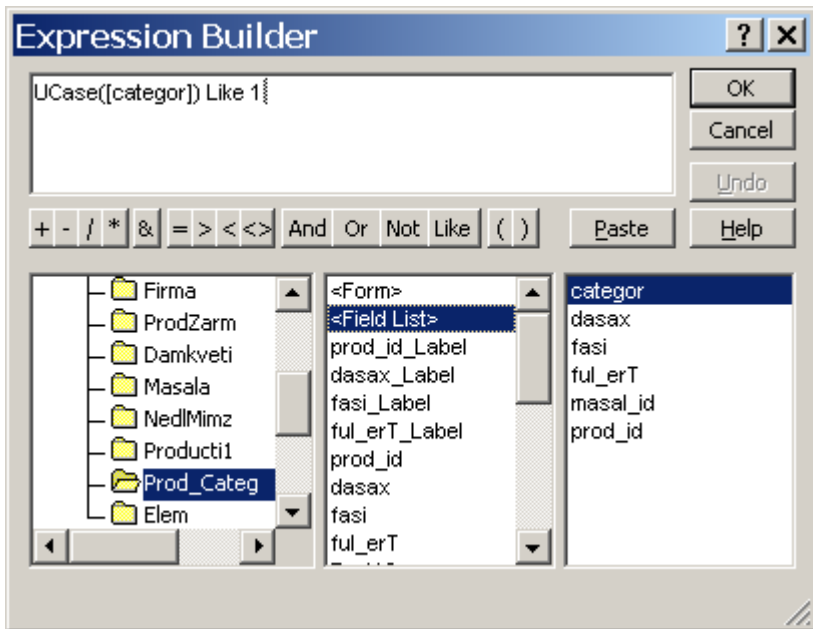 Expression Builder
? ×
UCase([categor]) Like 1
OK
Cancel
Undo
+ - / * & = > < <> And Or Not Like ( ) Paste Help
Firma
ProdZarm
Damkveti
Masala
NedlMimz
Producti1
Prod_Categ
Elem
<Form>
<Field List>
prod_id_Label
dasax_Label
fasi_Label
ful_erT_Label
prod_id
dasax
fasi
ful_erT
categor
dasax
fasi
ful_erT
masal_id
prod_id